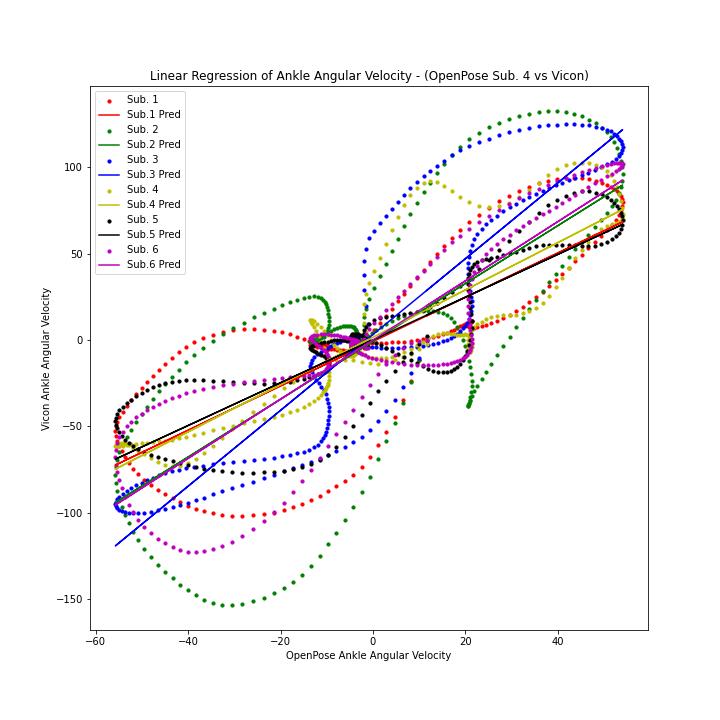 Linear Regression of Ankle Angular Velocity - (OpenPose Sub. 4 vs Vicon)
Sub. 1
Sub.1 Pred
Sub. 2
Sub.2 Pred
Sub. 3
Sub.3 Pred
Sub. 4
Sub.4 Pred
Sub. 5
Sub.5 Pred
Sub. 6
Sub.6 Pred
Vicon Ankle Angular Velocity
100
50
0
−50
−100
−150
−60
−40
−20
0
20
40
OpenPose Ankle Angular Velocity